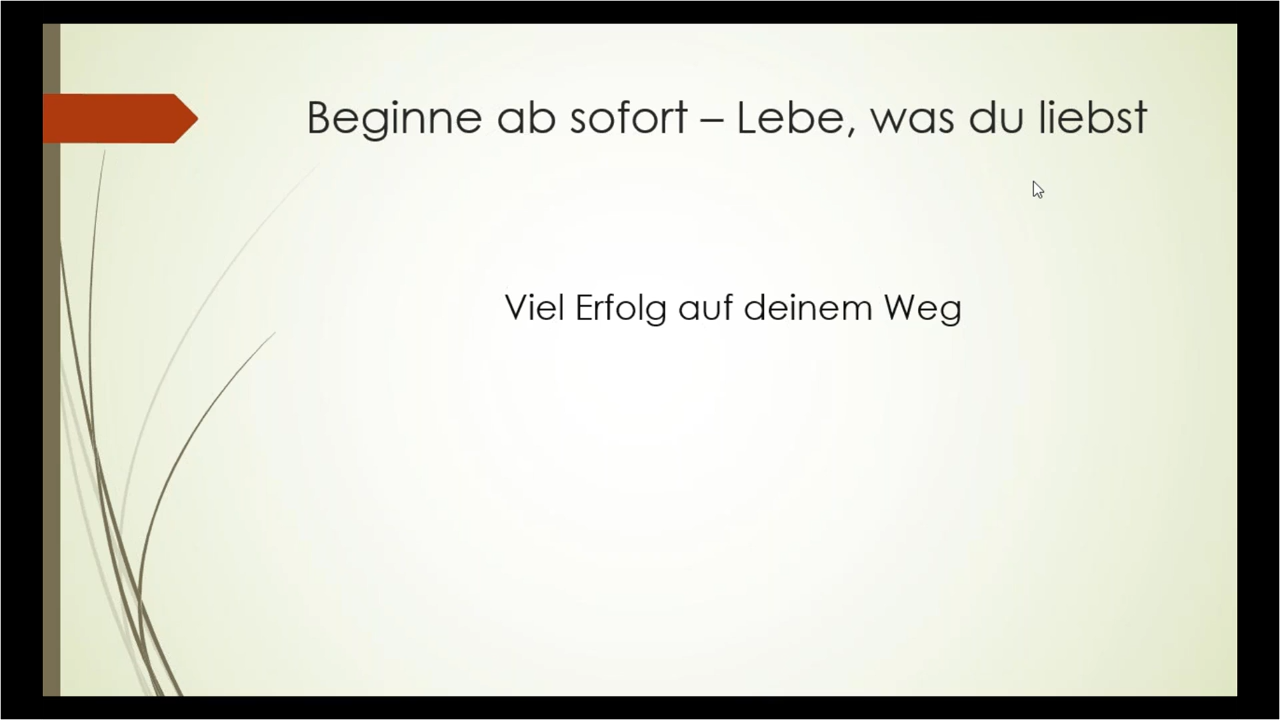 Beginne ab sofort – Lebe, was du liebst
Viel Erfolg auf deinem Weg